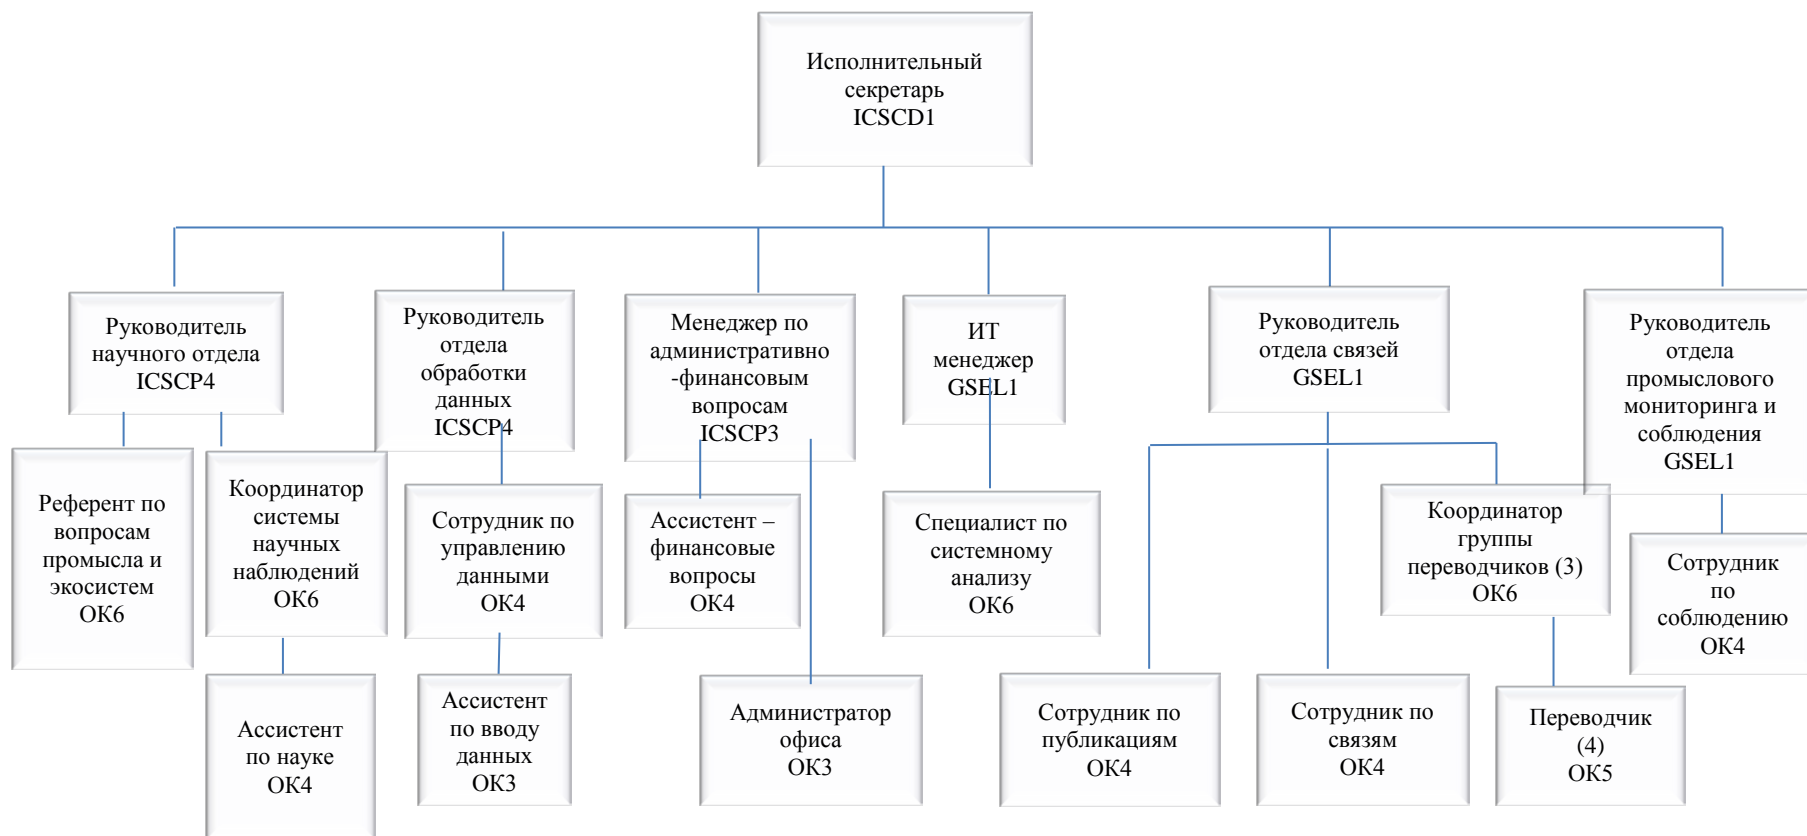 Исполнительный
секретарь
ICSCD1
Руководитель
научного отдела
ICSCP4
Руководитель
отдела
обработки
данных
ICSCP4
Менеджер по
административно
-финансовым
вопросам
ICSCP3
ИТ
менеджер
GSEL1
Руководитель
отдела связей
GSEL1
Руководитель
отдела
промыслового
мониторинга и
соблюдения
GSEL1
Референт по
вопросам
промысла и
экосистем
ОК6
Координатор
системы
научных
наблюдений
ОК6
Сотрудник по
управлению
данными
ОК4
Ассистент –
финансовые
вопросы
ОК4
Специалист по
системному
анализу
ОК6
Координатор
группы
переводчиков (3)
ОК6
Сотрудник
по
соблюдению
ОК4
Ассистент
по науке
ОК4
Ассистент
по вводу
данных
ОК3
Администратор
офиса
ОК3
Сотрудник по
публикациям
ОК4
Сотрудник по
связям
ОК4
Переводчик
(4)
ОК5